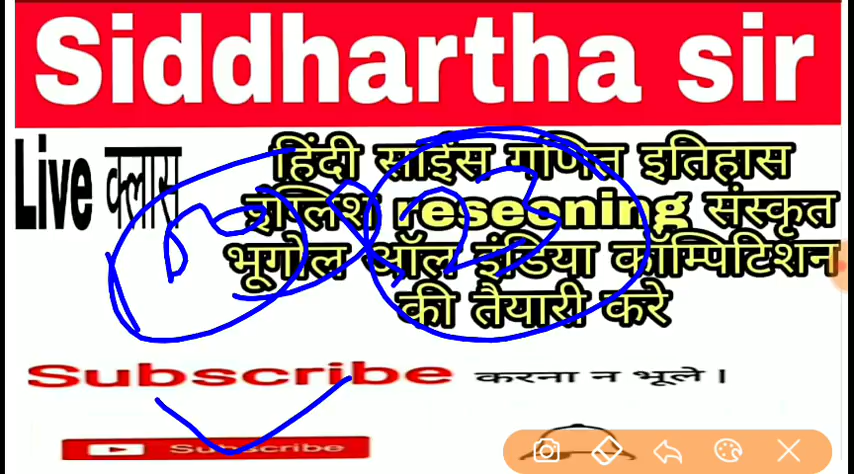 Siddhartha sir
Live क्लास
हिंदी साईंस गणित इतिहास
इंग्लिश reseoning संस्कृत
भूगोल ऑल इंडिया कॉम्पिटिशन
की तैयारी करे
Subscribe करना न भूले।
Subscribe